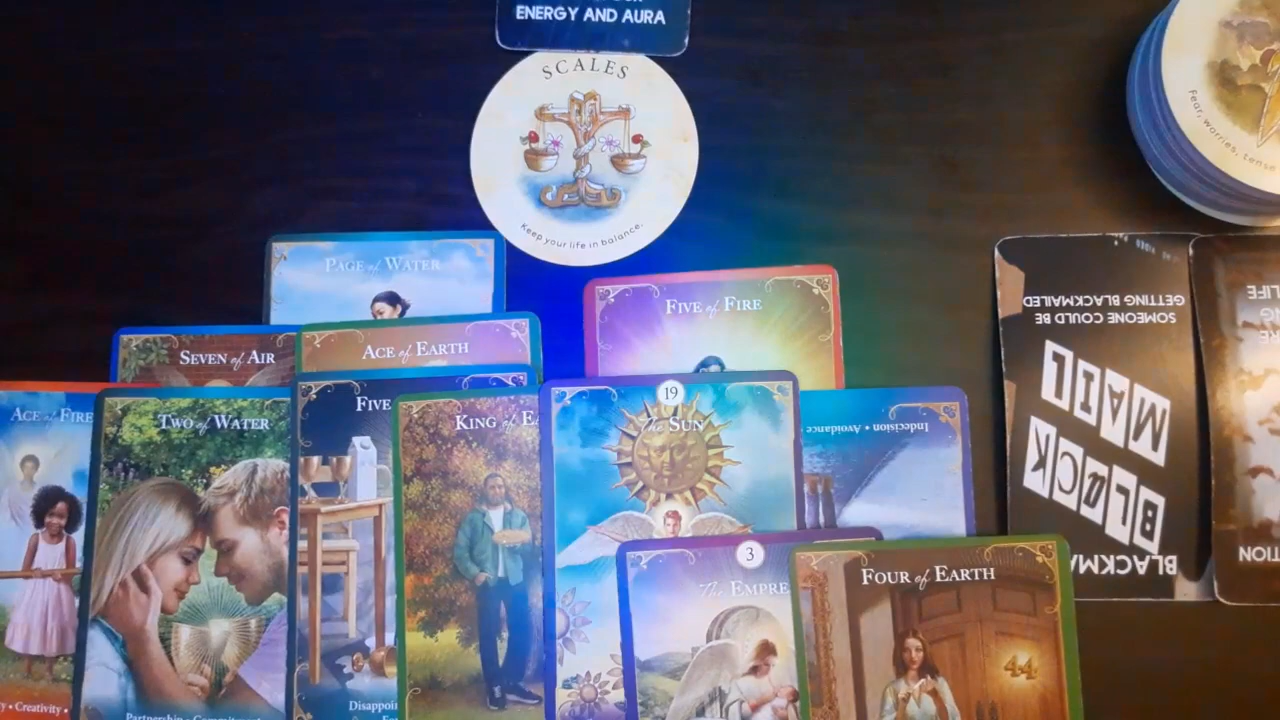 ENERGY AND AURA
SCALES
Keep your life in balance.
Fear, worries, tense
PAGE of WATER
FIVE of FIRE
SEVEN of AIR
ACE of EARTH
ACE of FIRE
TWO of WATER
FIVE
KING of
19
The SUN
Indecision • Avoidance
3
The EMPRE
FOUR of EARTH
44
SOMEONE COULD BE
GETTING BLACKMAILED
BLACK
MAIL
BLACKMA
LIFE
• Creativity •
Partnership • Commitment
Disappoi